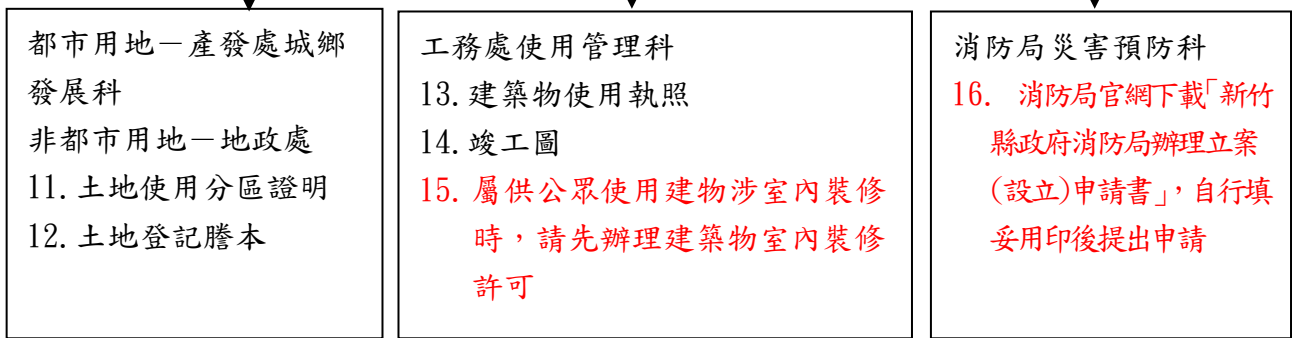 都市用地－產發處城鄉
發展科
非都市用地－地政處
11.土地使用分區證明
12.土地登記謄本
工務處使用管理科
13.建築物使用執照
14.竣工圖
15.屬供公眾使用建物涉室內裝修
時，請先辦理建築物室內裝修
許可
消防局災害預防科
16. 消防局官網下載「新竹
縣政府消防局辦理立案
(設立)申請書」，自行填
妥用印後提出申請